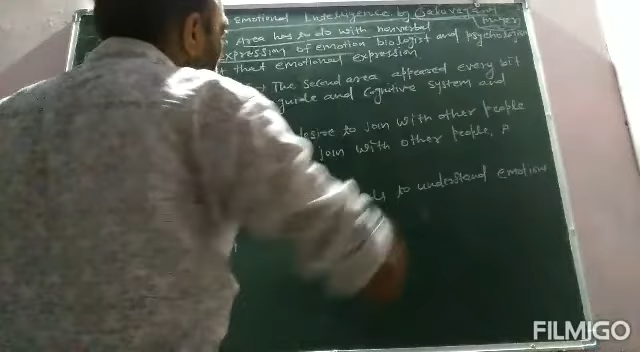 Emotional Intelligence by Salovey and
Area has to do with nonverbal
expression of emotion biologist and psychologist
that emotional expression.
The Second area appeared every bit
guide and Cognitive System and
desire to join with other people
join with other people, F
to understand emotion
FILMIGO